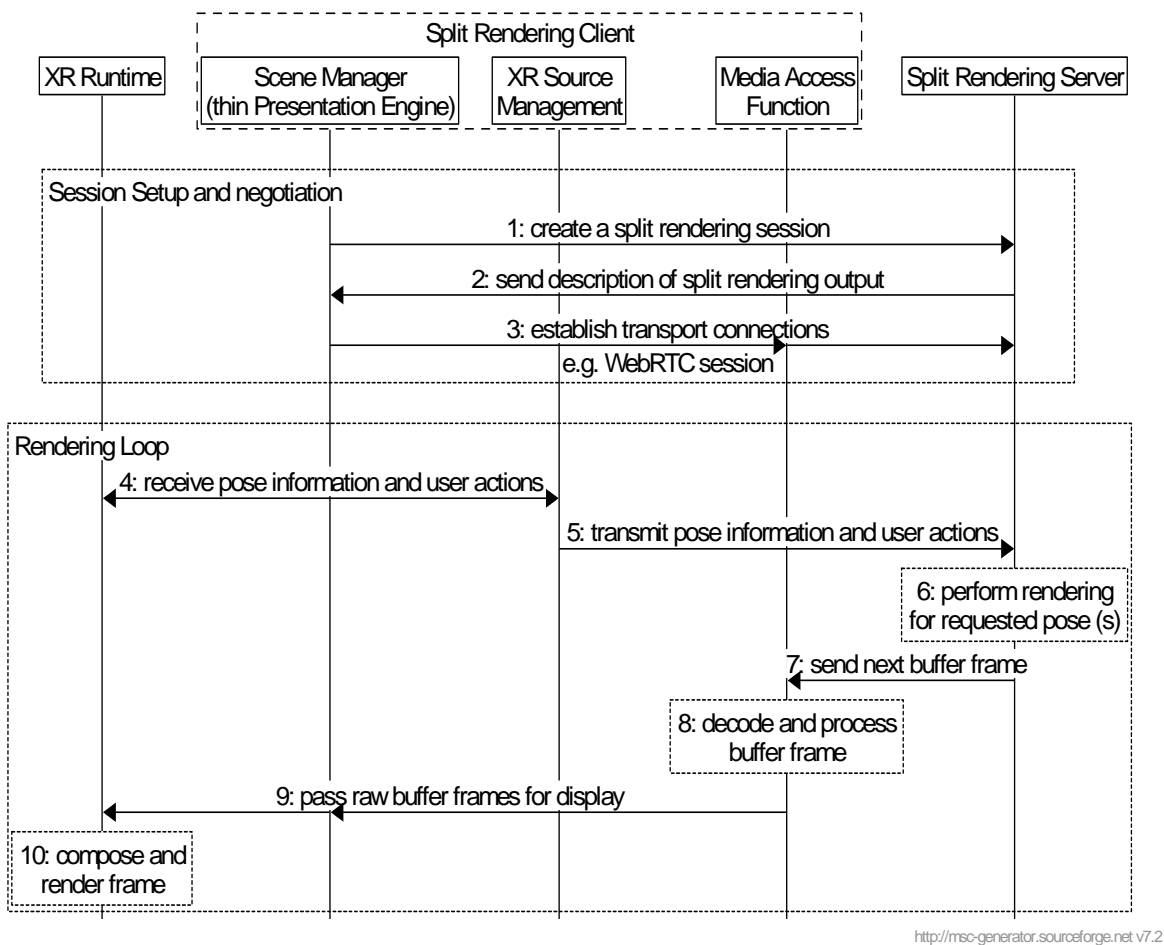 Split Rendering Client
XR Runtime
Scene Manager
(thin Presentation Engine)
XR Source
Management
Media Access
Function
Split Rendering Server
Session Setup and negotiation
1: create a split rendering session
2: send description of split rendering output
3: establish transport connections
e.g. WebRTC session
Rendering Loop
4: receive pose information and user actions
5: transmit pose information and user actions
6: perform rendering
for requested pose (s)
7: send next buffer frame
8: decode and process
buffer frame
9: pass raw buffer frames for display
10: compose and
render frame
http://msc-generator.sourceforge.net v7.2